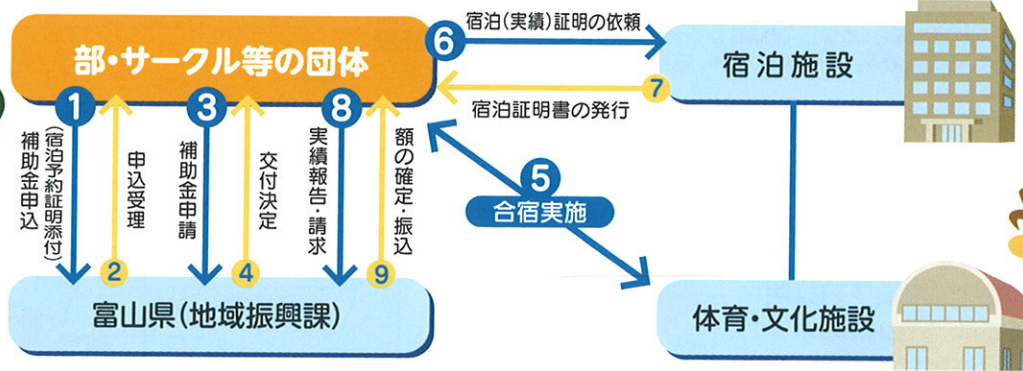 部・サークル等の団体
6
宿泊(実績)証明の依頼
宿泊施設
7
宿泊証明書の発行
1
補助金申込
(宿泊予約証明添付)
2
申込受理
3
補助金申請
4
交付決定
8
実績報告・請求
9
額の確定・振込
5
合宿実施
富山県(地域振興課)
体育・文化施設